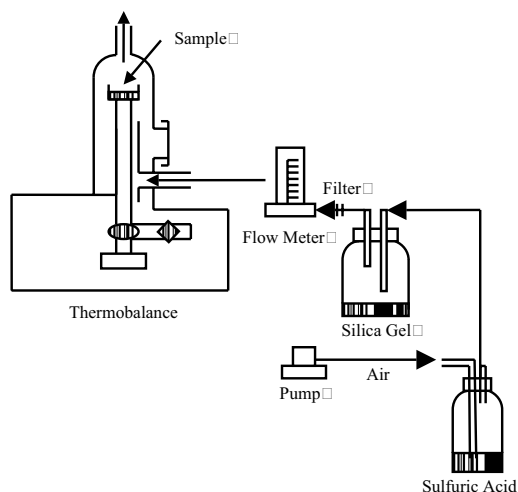 Sample
Filter
Flow Meter
Thermobalance
Silica Gel
Air
Pump
Sulfuric Acid